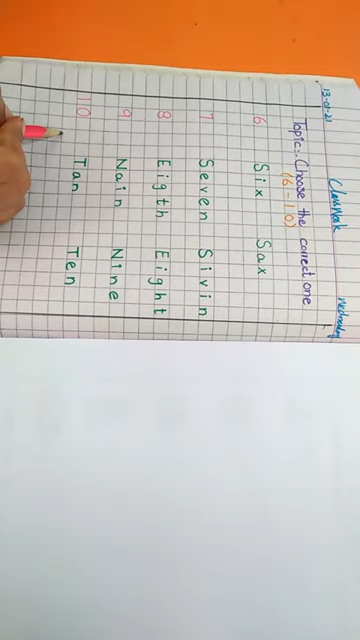 13-01-21 ClassWork Wednesday
Topic:- Choose the correct one
(6-10)
6 Six Sax
7 Seven Sivin
8 Eigth Eight
9 Nain Nine
10 Tan Ten